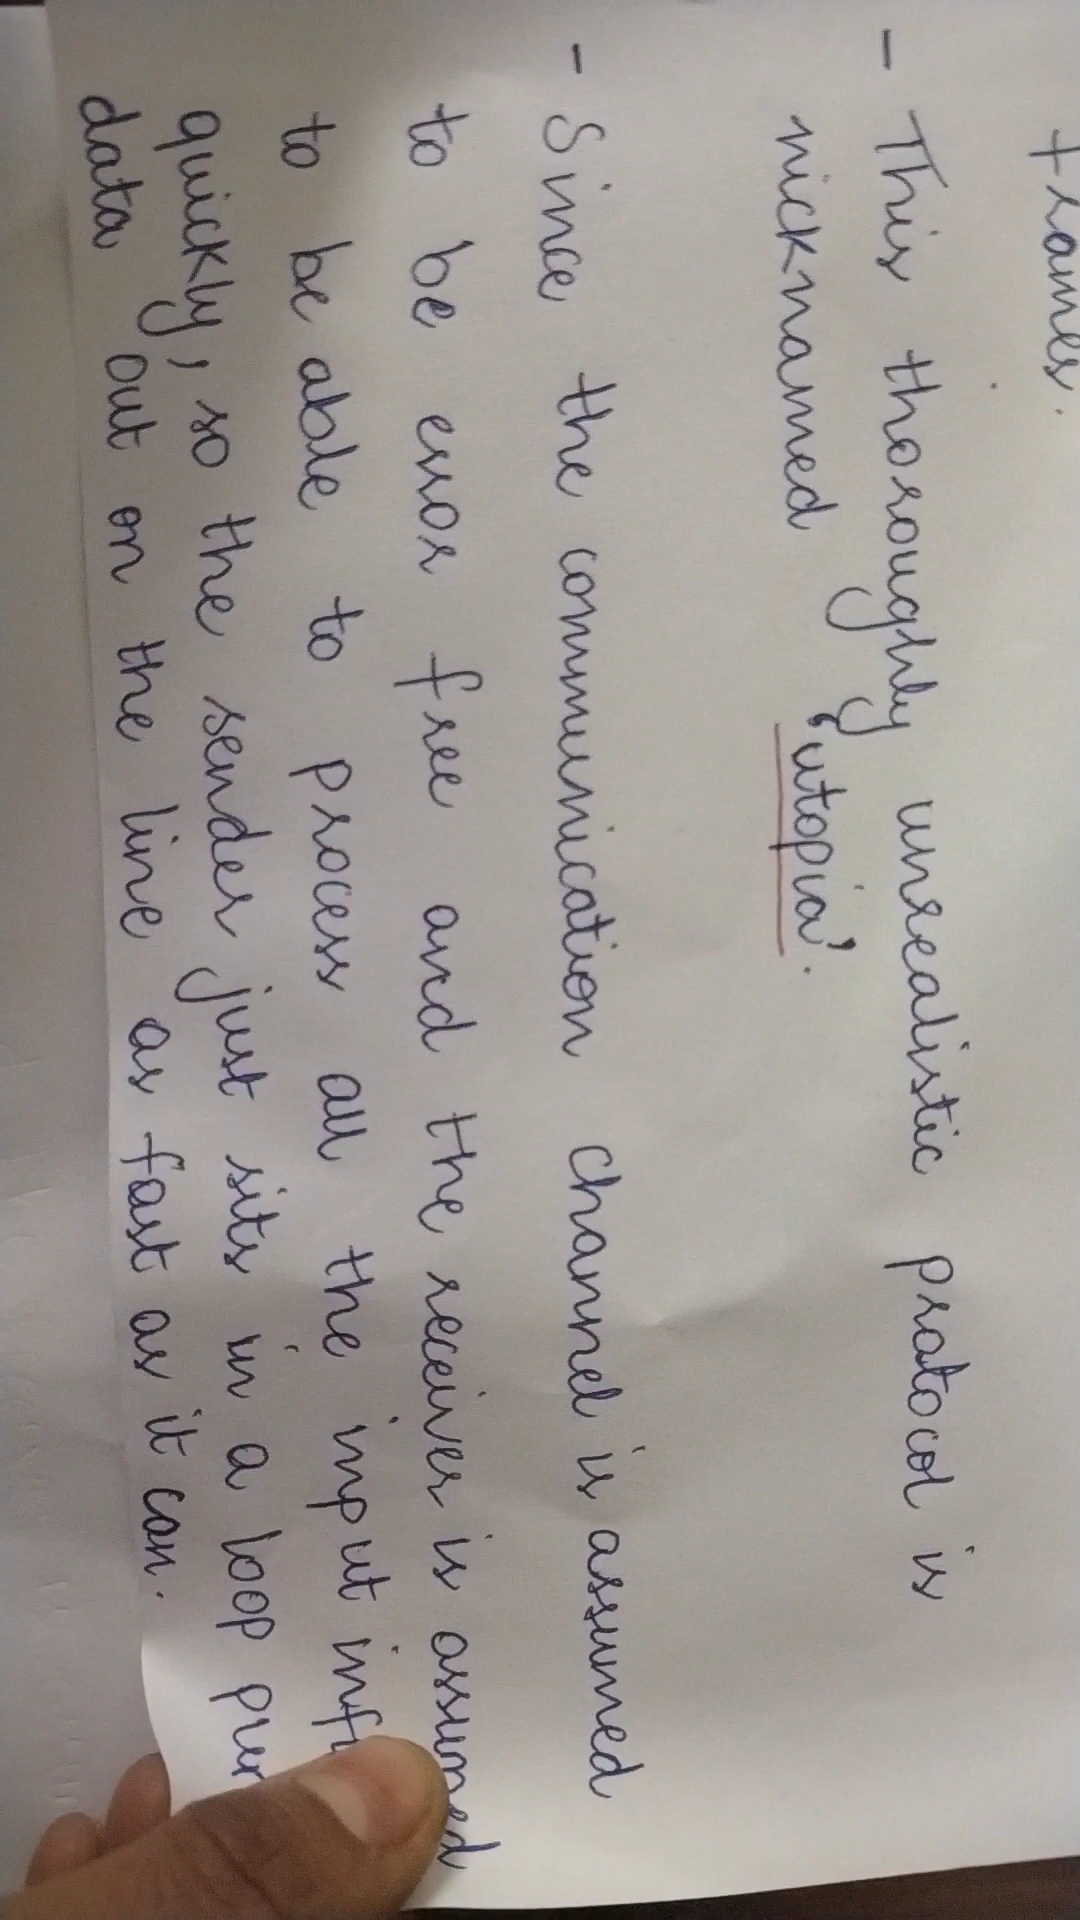 frames.
- This thoroughly unrealistic protocol is
nicknamed 'utopia'.
- Since the communication channel is assumed
to be error free and the receiver is assumed
to be able to process all the input
quickly, so the sender just sits in a loop
data out on the line as fast as it can.